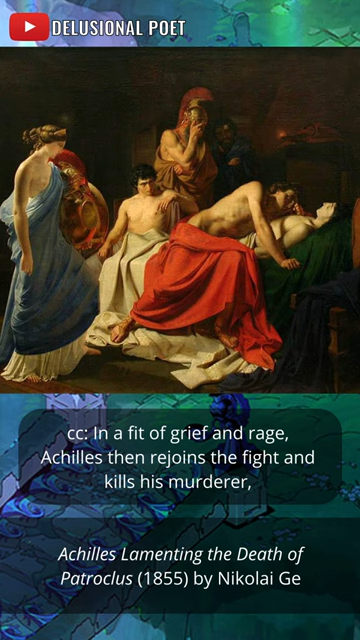 DELUSIONAL POET
cc: In a fit of grief and rage,
Achilles then rejoins the fight and
kills his murderer,
Achilles Lamenting the Death of
Patroclus (1855) by Nikolai Ge